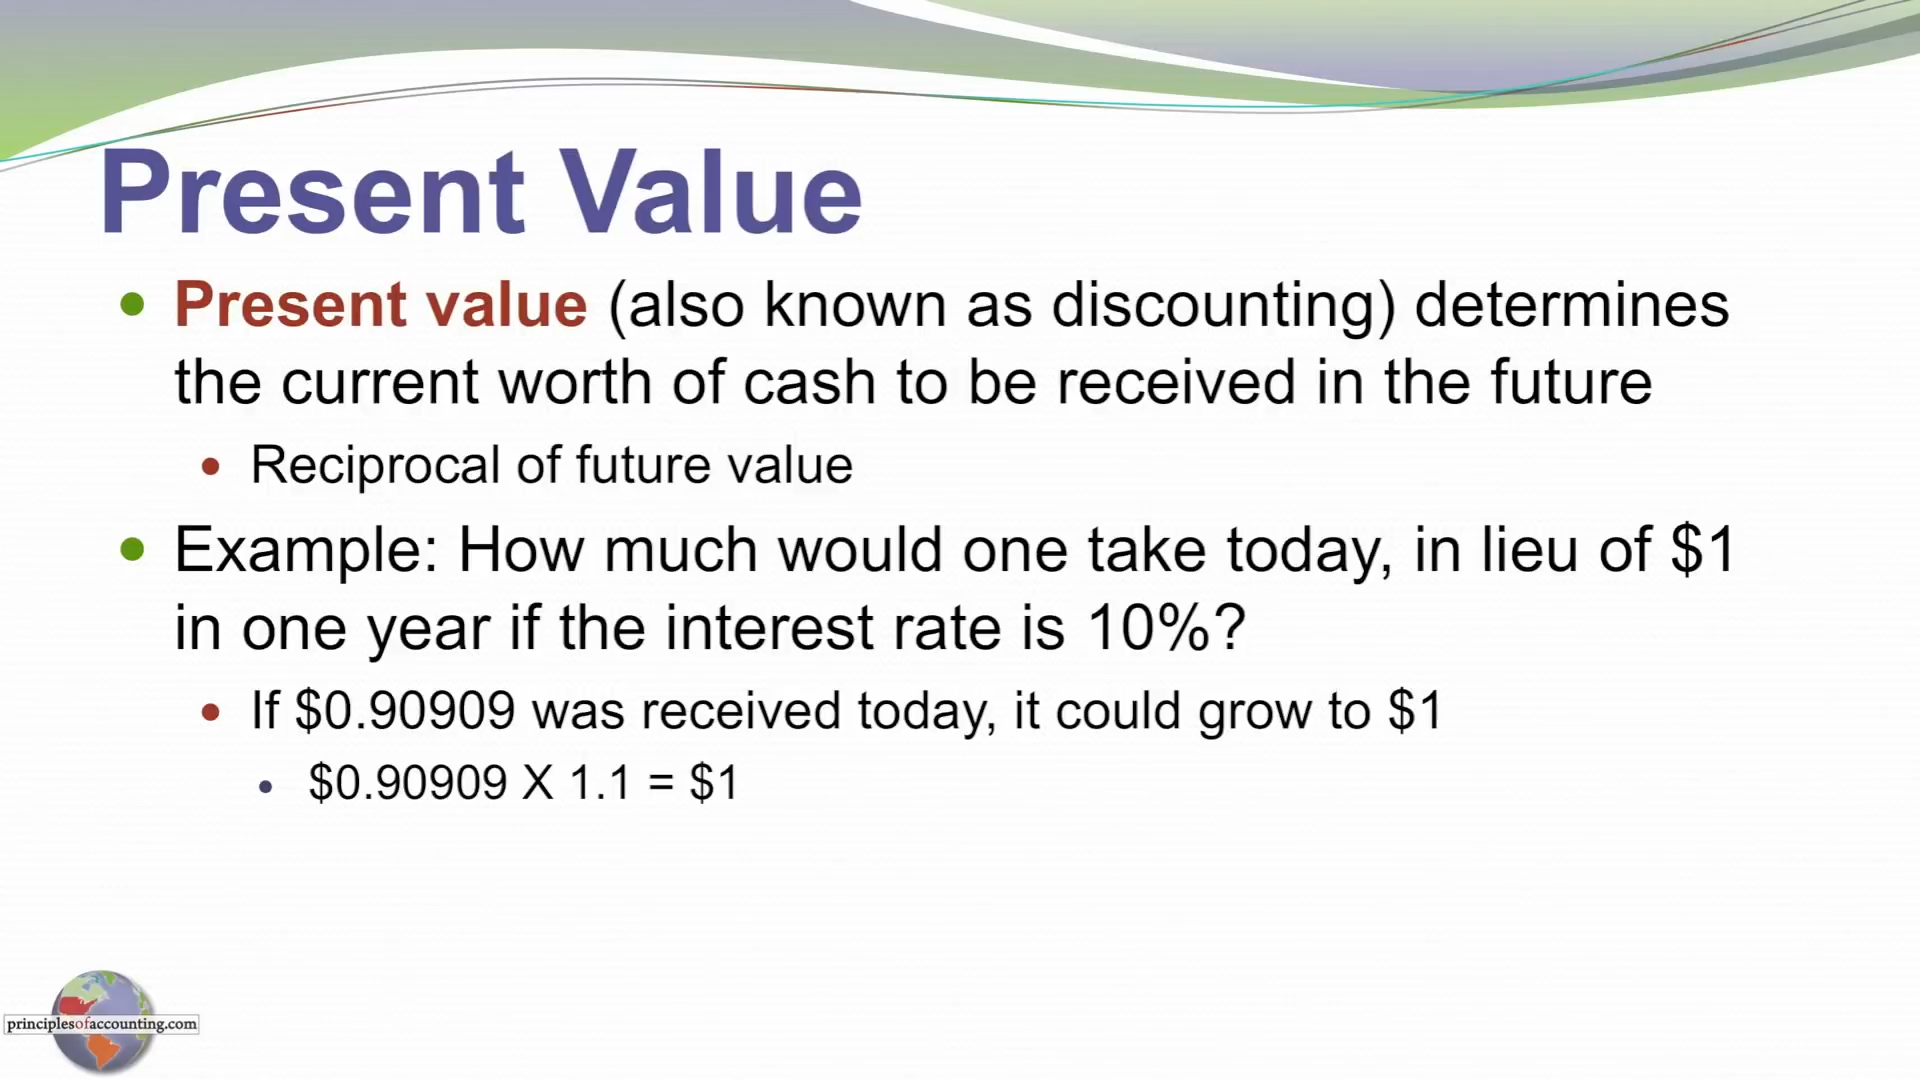 Present Value
• Present value (also known as discounting) determines
the current worth of cash to be received in the future
• Reciprocal of future value
• Example: How much would one take today, in lieu of $1
in one year if the interest rate is 10%?
• If $0.90909 was received today, it could grow to $1
• $0.90909 X 1.1 = $1
principlesofaccounting.com